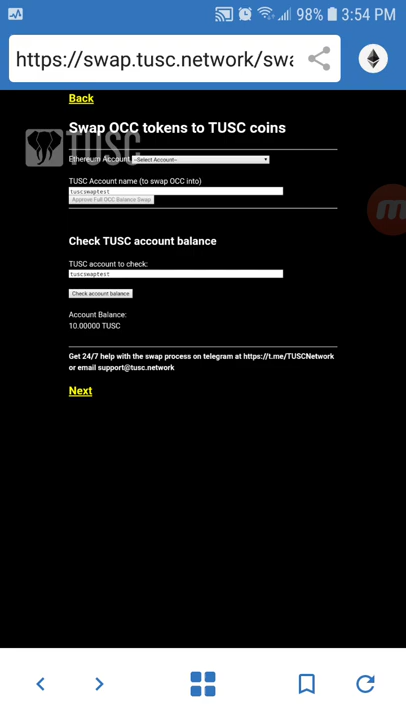 98% 3:54 PM
https://swap.tusc.network/swa
Back
TUSC
Swap OCC tokens to TUSC coins
Ethereum Account --Select Account--
TUSC Account name (to swap OCC into)
tuscswaptest
Approve Full OCC Balance Swap
Check TUSC account balance
TUSC account to check:
tuscswaptest
Check account balance
Account Balance:
10.00000 TUSC
Get 24/7 help with the swap process on telegram at https://t.me/TUSCNetwork
or email support@tusc.network
Next